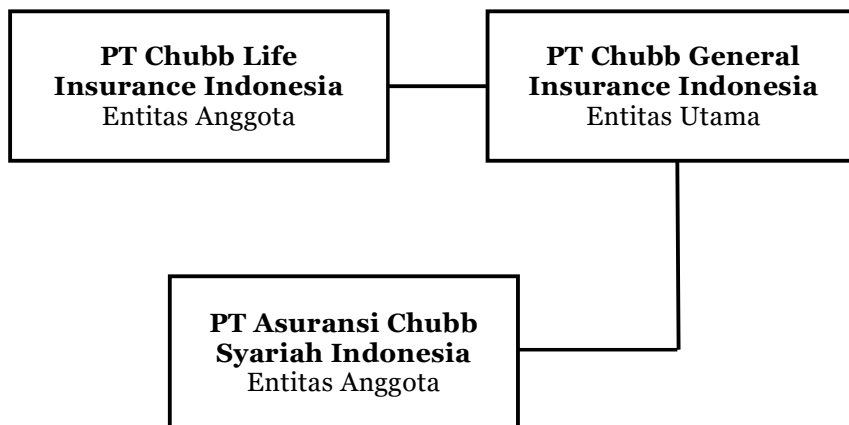 PT Chubb Life
Insurance Indonesia
Entitas Anggota
PT Chubb General
Insurance Indonesia
Entitas Utama
PT Asuransi Chubb
Syariah Indonesia
Entitas Anggota